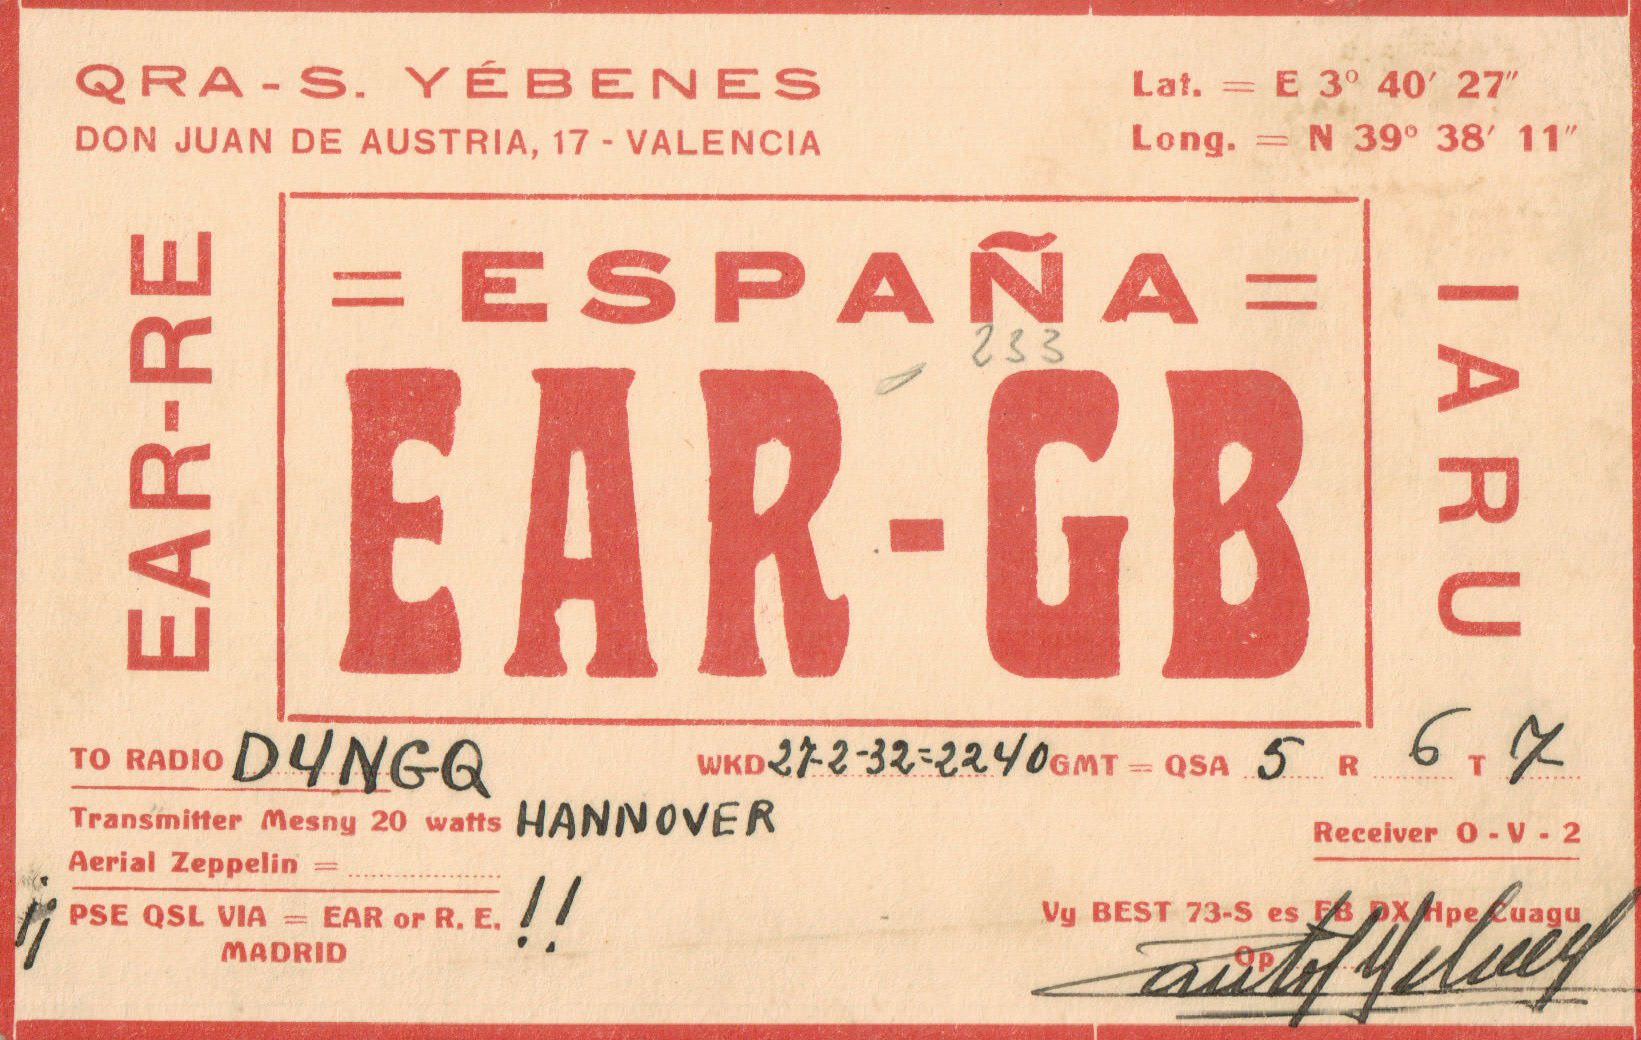 QRA-S. YÉBENES
DON JUAN DE AUSTRIA, 17 - VALENCIA
Lat. = E 3º 40′ 27″
Long. = N 39º 38′ 11″
EAR-RE
= ESPAÑA =
233
EAR-GB
IARU
TO RADIO D4NGQ WKD 27-2-32=2240 GMT = QSA 5 R 6 T 7
Transmitter Mesny 20 watts HANNOVER
Receiver O - V - 2
Aerial Zeppelin =
¡¡ PSE QSL VIA = EAR or R. E. !!
MADRID
Vy BEST 73-S es FB DX Hpe Cuagn
Op